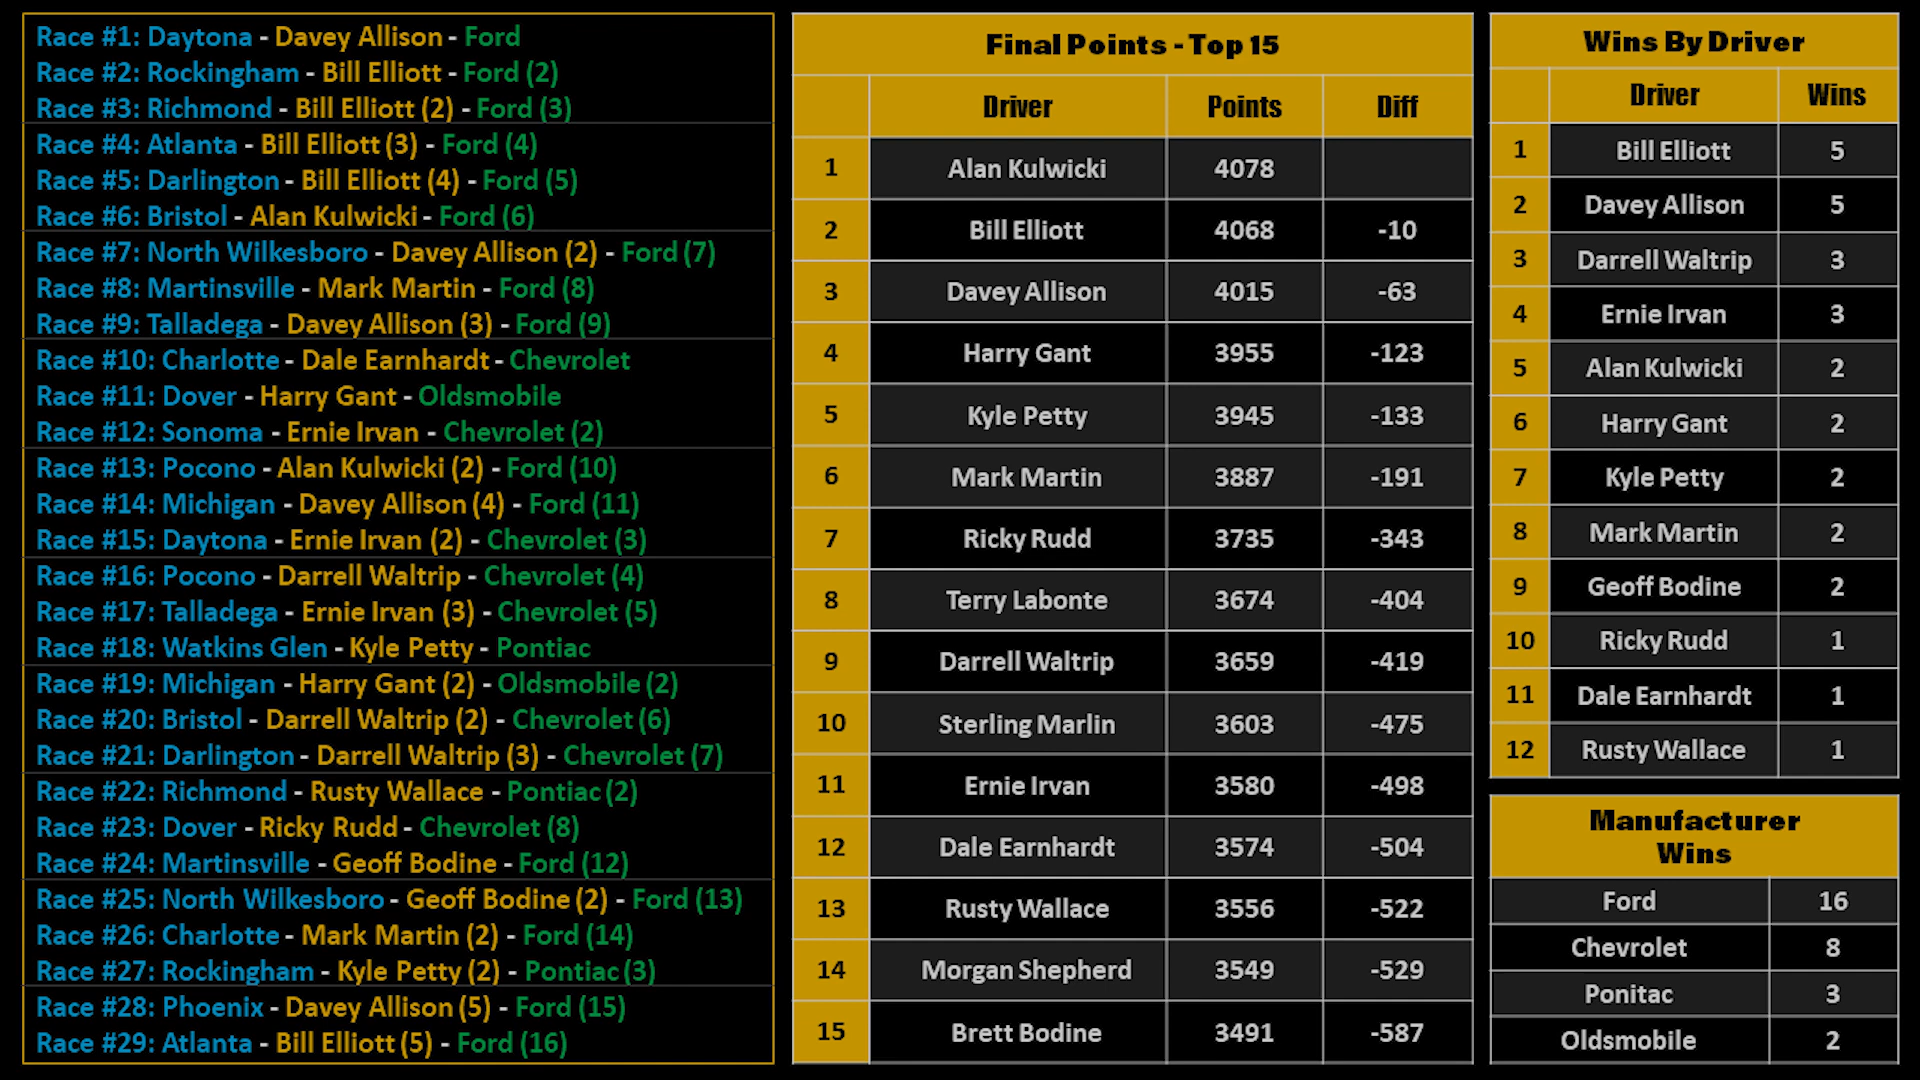 Race #1: Daytona - Davey Allison - Ford
Race #2: Rockingham - Bill Elliott - Ford (2)
Race #3: Richmond - Bill Elliott (2) - Ford (3)
Race #4: Atlanta - Bill Elliott (3) - Ford (4)
Race #5: Darlington - Bill Elliott (4) - Ford (5)
Race #6: Bristol - Alan Kulwicki - Ford (6)
Race #7: North Wilkesboro - Davey Allison (2) - Ford (7)
Race #8: Martinsville - Mark Martin - Ford (8)
Race #9: Talladega - Davey Allison (3) - Ford (9)
Race #10: Charlotte - Dale Earnhardt - Chevrolet
Race #11: Dover - Harry Gant - Oldsmobile
Race #12: Sonoma - Ernie Irvan - Chevrolet (2)
Race #13: Pocono - Alan Kulwicki (2) - Ford (10)
Race #14: Michigan - Davey Allison (4) - Ford (11)
Race #15: Daytona - Ernie Irvan (2) - Chevrolet (3)
Race #16: Pocono - Darrell Waltrip - Chevrolet (4)
Race #17: Talladega - Ernie Irvan (3) - Chevrolet (5)
Race #18: Watkins Glen - Kyle Petty - Pontiac
Race #19: Michigan - Harry Gant (2) - Oldsmobile (2)
Race #20: Bristol - Darrell Waltrip (2) - Chevrolet (6)
Race #21: Darlington - Darrell Waltrip (3) - Chevrolet (7)
Race #22: Richmond - Rusty Wallace - Pontiac (2)
Race #23: Dover - Ricky Rudd - Chevrolet (8)
Race #24: Martinsville - Geoff Bodine - Ford (12)
Race #25: North Wilkesboro - Geoff Bodine (2) - Ford (13)
Race #26: Charlotte - Mark Martin (2) - Ford (14)
Race #27: Rockingham - Kyle Petty (2) - Pontiac (3)
Race #28: Phoenix - Davey Allison (5) - Ford (15)
Race #29: Atlanta - Bill Elliott (5) - Ford (16)
Final Points - Top 15
Driver Points Diff
1 Alan Kulwicki 4078
2 Bill Elliott 4068 -10
3 Davey Allison 4015 -63
4 Harry Gant 3955 -123
5 Kyle Petty 3945 -133
6 Mark Martin 3887 -191
7 Ricky Rudd 3735 -343
8 Terry Labonte 3674 -404
9 Darrell Waltrip 3659 -419
10 Sterling Marlin 3603 -475
11 Ernie Irvan 3580 -498
12 Dale Earnhardt 3574 -504
13 Rusty Wallace 3556 -522
14 Morgan Shepherd 3549 -529
15 Brett Bodine 3491 -587
Wins By Driver
Driver Wins
1 Bill Elliott 5
2 Davey Allison 5
3 Darrell Waltrip 3
4 Ernie Irvan 3
5 Alan Kulwicki 2
6 Harry Gant 2
7 Kyle Petty 2
8 Mark Martin 2
9 Geoff Bodine 2
10 Ricky Rudd 1
11 Dale Earnhardt 1
12 Rusty Wallace 1
Manufacturer
Wins
Ford 16
Chevrolet 8
Ponitac 3
Oldsmobile 2